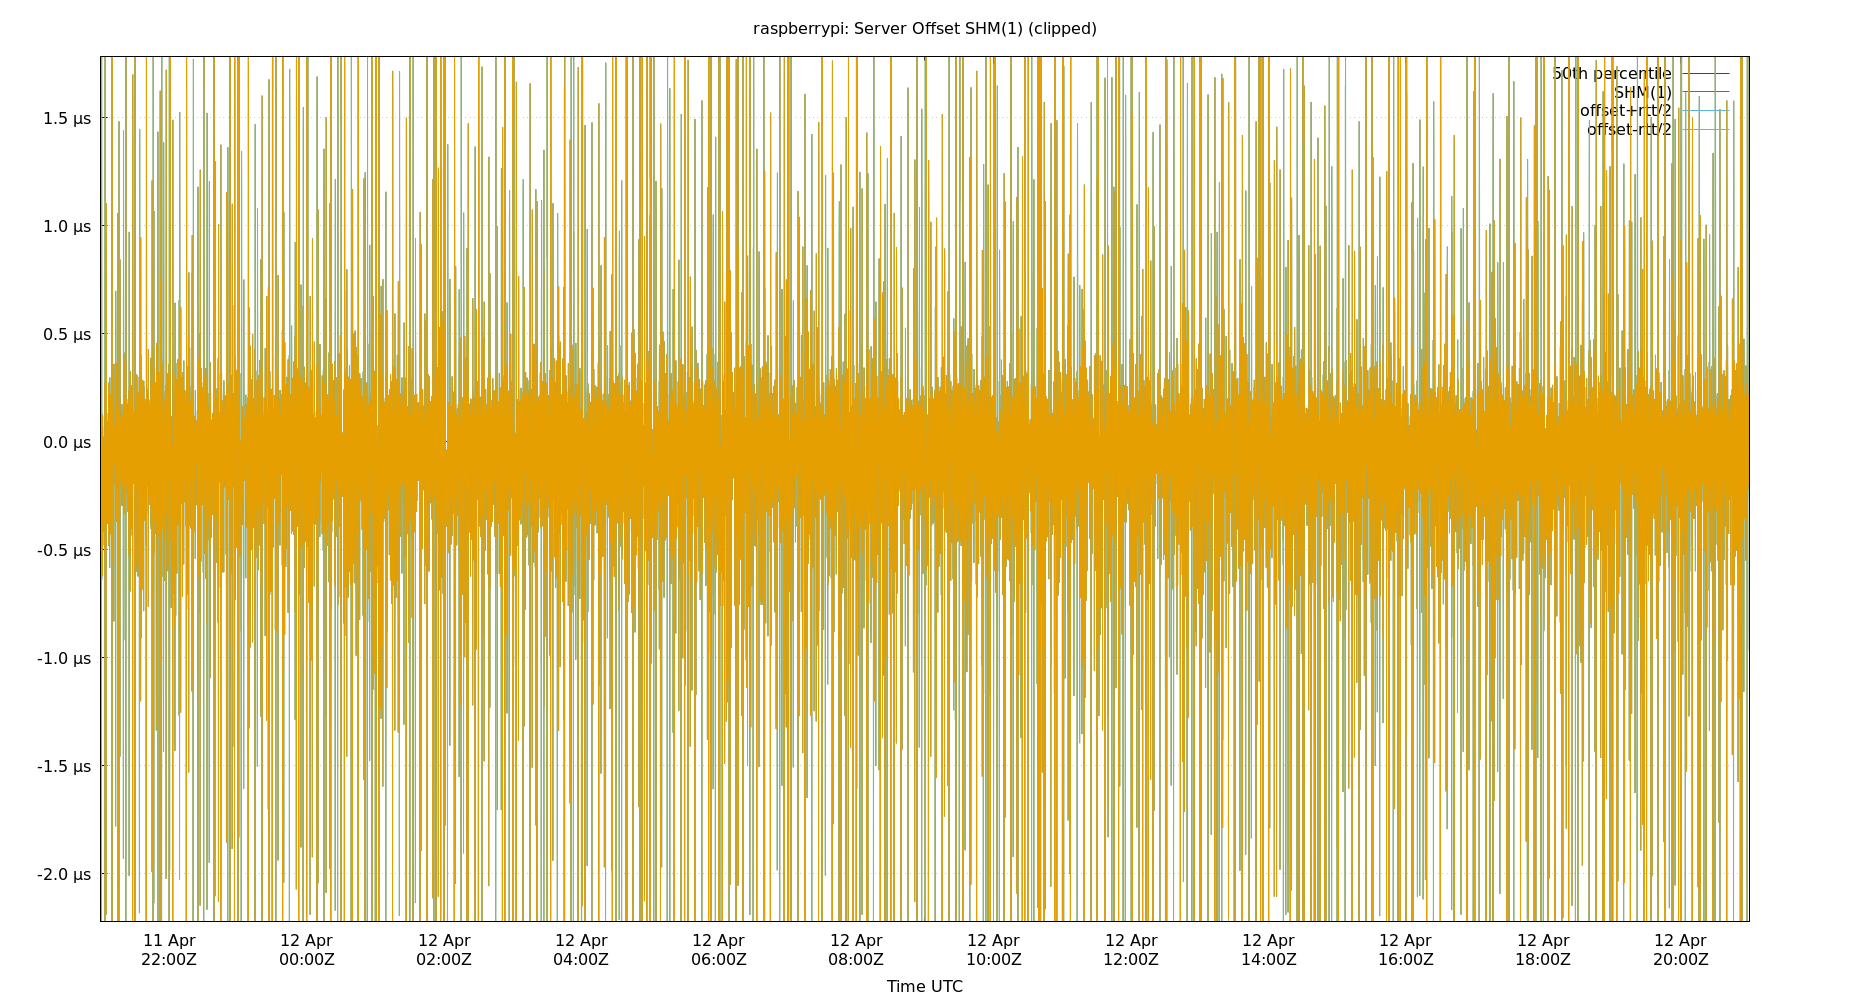 raspberrypi: Server Offset SHM(1) (clipped)
50th percentile
SHM(1)
offset+rtt/2
offset-rtt/2
1.5 µs
1.0 µs
0.5 µs
0.0 µs
-0.5 µs
-1.0 µs
-1.5 µs
-2.0 µs
11 Apr 12 Apr 12 Apr 12 Apr 12 Apr 12 Apr 12 Apr 12 Apr 12 Apr 12 Apr 12 Apr 12 Apr
22:00Z 00:00Z 02:00Z 04:00Z 06:00Z 08:00Z 10:00Z 12:00Z 14:00Z 16:00Z 18:00Z 20:00Z
Time UTC